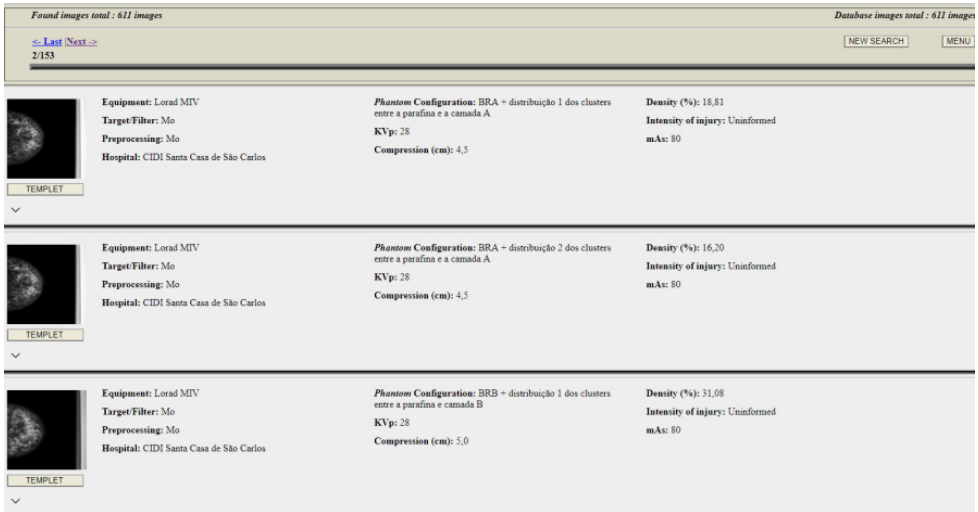 Found images total : 611 images
Database images total : 611 images
<- Last |Next ->
NEW SEARCH
MENU
2/153
Equipment: Lorad MIV
Target/Filter: Mo
Preprocessing: Mo
Hospital: CIDI Santa Casa de São Carlos
Phantom Configuration: BRA + distribuição 1 dos clusters
entre a parafina e a camada A
KVp: 28
Compression (cm): 4,5
Density (%): 18,81
Intensity of injury: Uninformed
mAs: 80
TEMPLET
Equipment: Lorad MIV
Target/Filter: Mo
Preprocessing: Mo
Hospital: CIDI Santa Casa de São Carlos
Phantom Configuration: BRA + distribuição 2 dos clusters
entre a parafina e a camada A
KVp: 28
Compression (cm): 4,5
Density (%): 16,20
Intensity of injury: Uninformed
mAs: 80
TEMPLET
Equipment: Lorad MIV
Target/Filter: Mo
Preprocessing: Mo
Hospital: CIDI Santa Casa de São Carlos
Phantom Configuration: BRB + distribuição 1 dos clusters
entre a parafina e camada B
KVp: 28
Compression (cm): 5,0
Density (%): 31,08
Intensity of injury: Uninformed
mAs: 80
TEMPLET